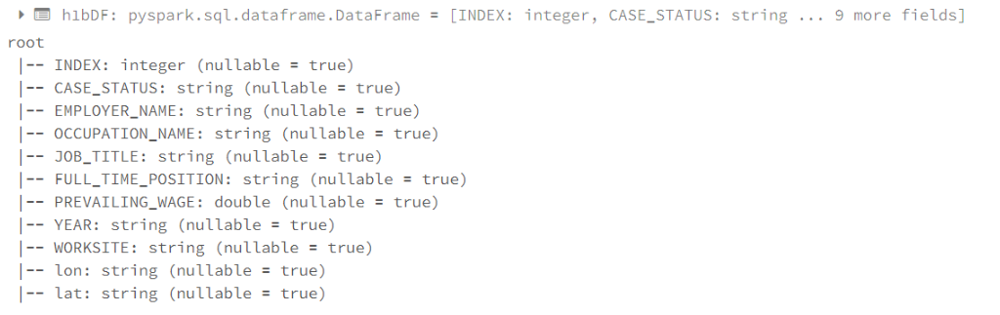 h1bDF: pyspark.sql.dataframe.DataFrame = [INDEX: integer, CASE_STATUS: string ... 9 more fields]
root
 |-- INDEX: integer (nullable = true)
 |-- CASE_STATUS: string (nullable = true)
 |-- EMPLOYER_NAME: string (nullable = true)
 |-- OCCUPATION_NAME: string (nullable = true)
 |-- JOB_TITLE: string (nullable = true)
 |-- FULL_TIME_POSITION: string (nullable = true)
 |-- PREVAILING_WAGE: double (nullable = true)
 |-- YEAR: string (nullable = true)
 |-- WORKSITE: string (nullable = true)
 |-- lon: string (nullable = true)
 |-- lat: string (nullable = true)